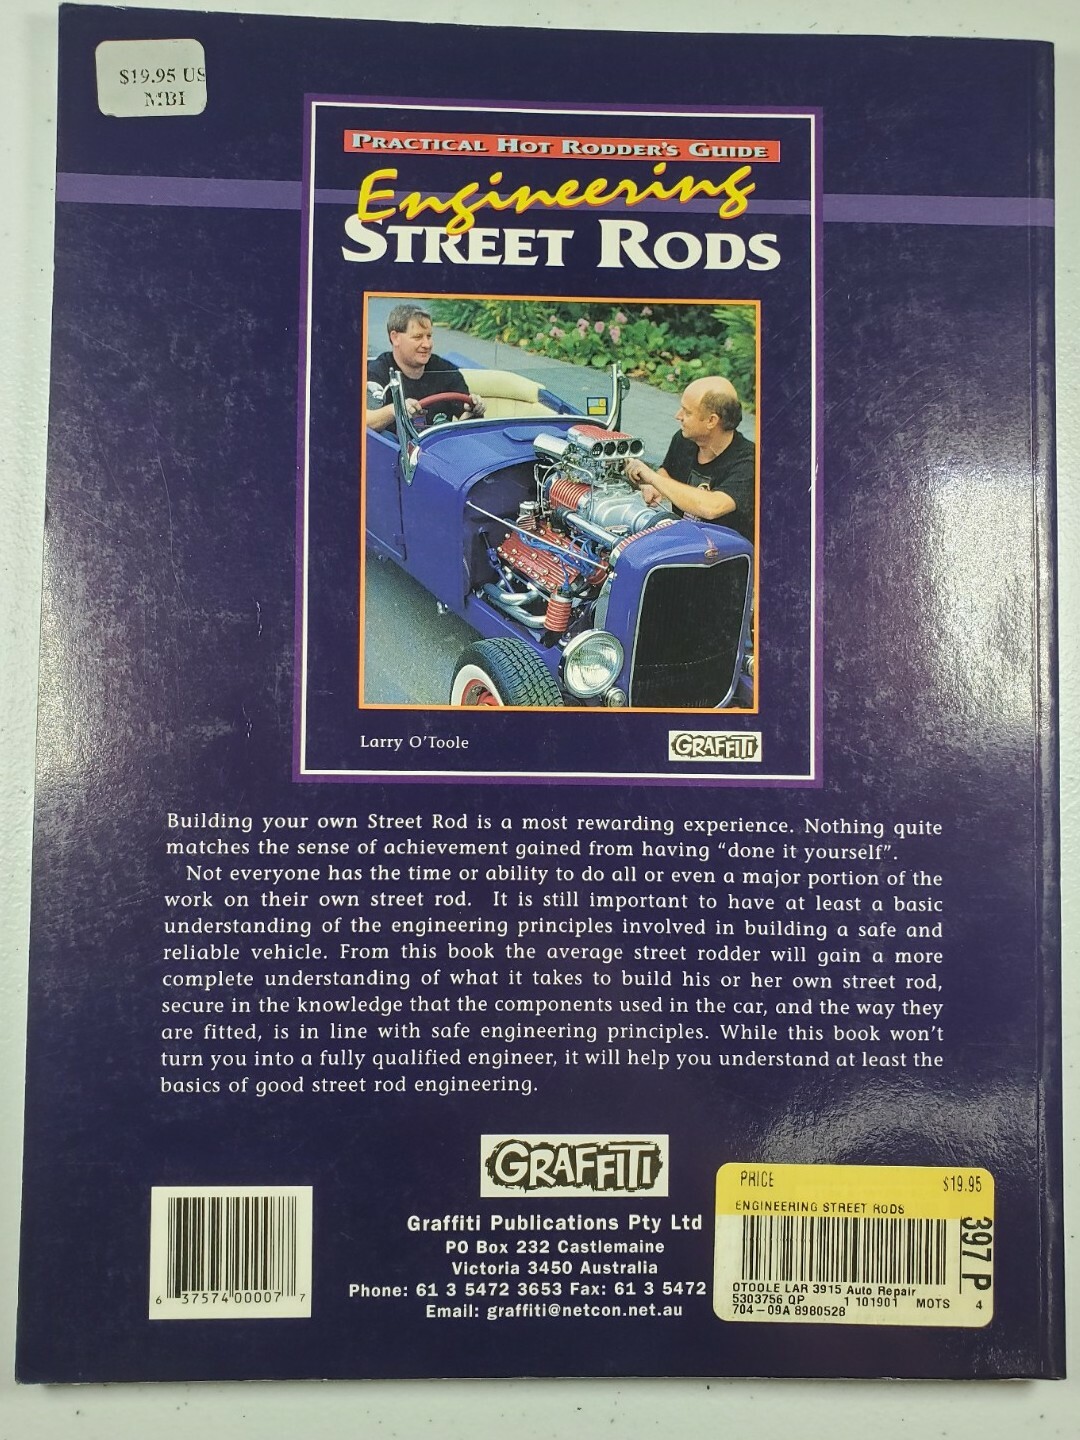 $19.95 US
MBI
PRACTICAL HOT RODDER'S GUIDE
Engineering
STREET RODS
Larry O'Toole
GRAFFITI
Building your own Street Rod is a most rewarding experience. Nothing quite
matches the sense of achievement gained from having “done it yourself”.
Not everyone has the time or ability to do all or even a major portion of the
work on their own street rod. It is still important to have at least a basic
understanding of the engineering principles involved in building a safe and
reliable vehicle. From this book the average street rodder will gain a more
complete understanding of what it takes to build his or her own street rod,
secure in the knowledge that the components used in the car, and the way they
are fitted, is in line with safe engineering principles. While this book won't
turn you into a fully qualified engineer, it will help you understand at least the
basics of good street rod engineering.
GRAFFITI
Graffiti Publications Pty Ltd
PO Box 232 Castlemaine
Victoria 3450 Australia
Phone: 61 3 5472 3653 Fax: 61 3 5472
Email: graffiti@netcon.net.au
6 37574 00007 7
PRICE $19.95
ENGINEERING STREET RODS
OTOOLE LAR 3915 Auto Repair
5303756 QP 1 101901 MOTS 4
704-09A 8980528
397 P